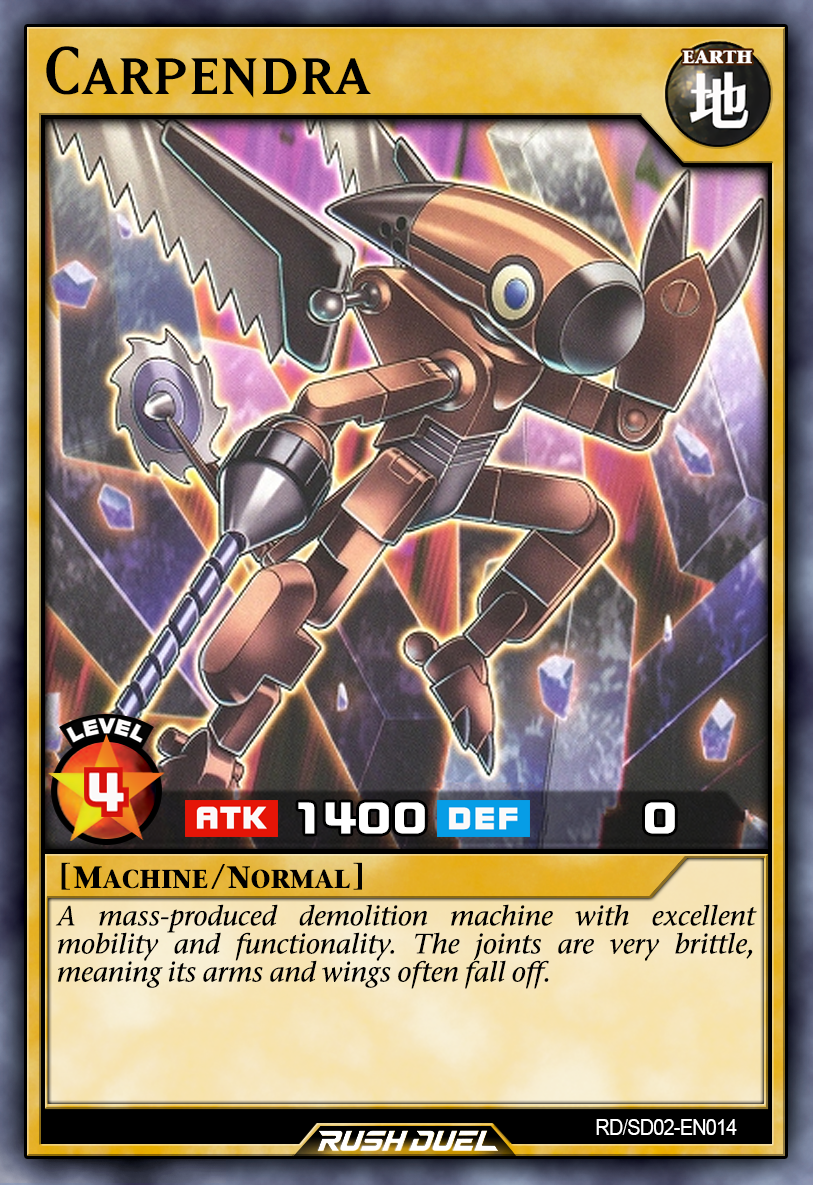 CARPENDRA
EARTH
地
LEVEL
4
ATK 1400 DEF 0
[MACHINE/NORMAL]
A mass-produced demolition machine with excellent
mobility and functionality. The joints are very brittle,
meaning its arms and wings often fall off.
RD/SD02-EN014
RUSH DUEL